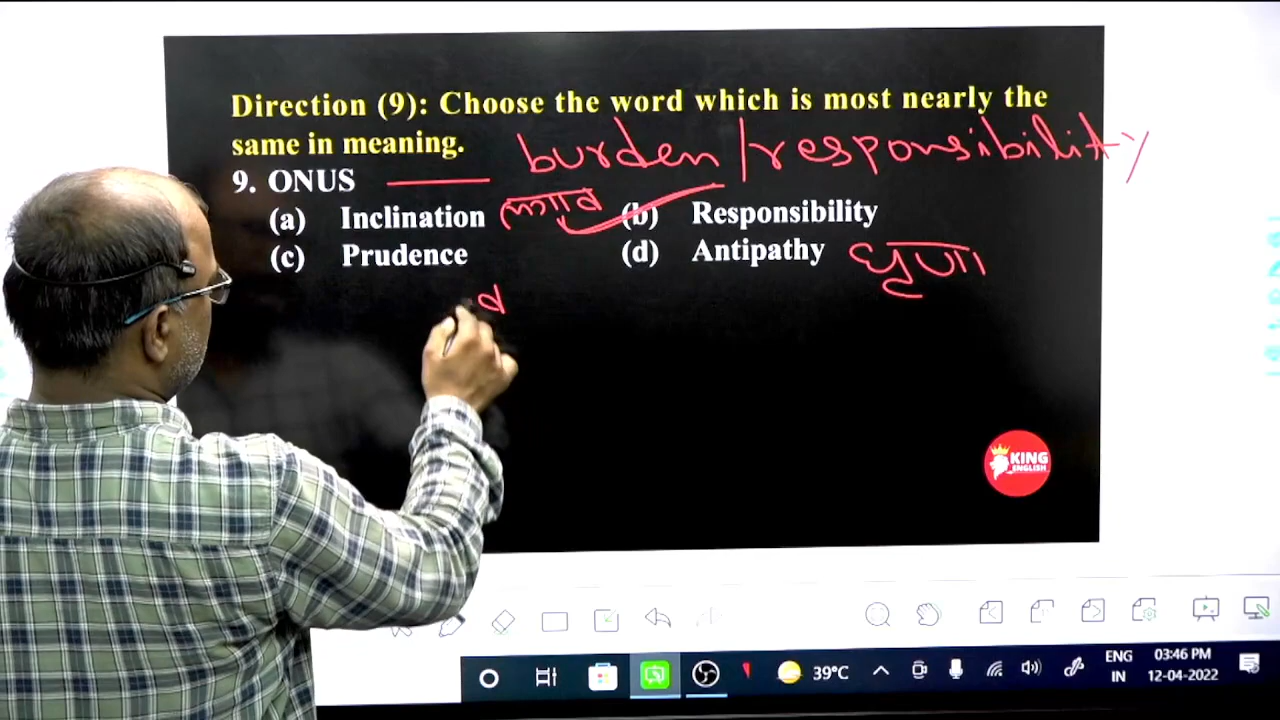 Direction (9): Choose the word which is most nearly the
same in meaning. burden / responsibility
9. ONUS
(a) Inclination लगाव (b) Responsibility
(c) Prudence (d) Antipathy घृणा
व
KING
ENGLISH
39°C ENG 03:46 PM
IN 12-04-2022